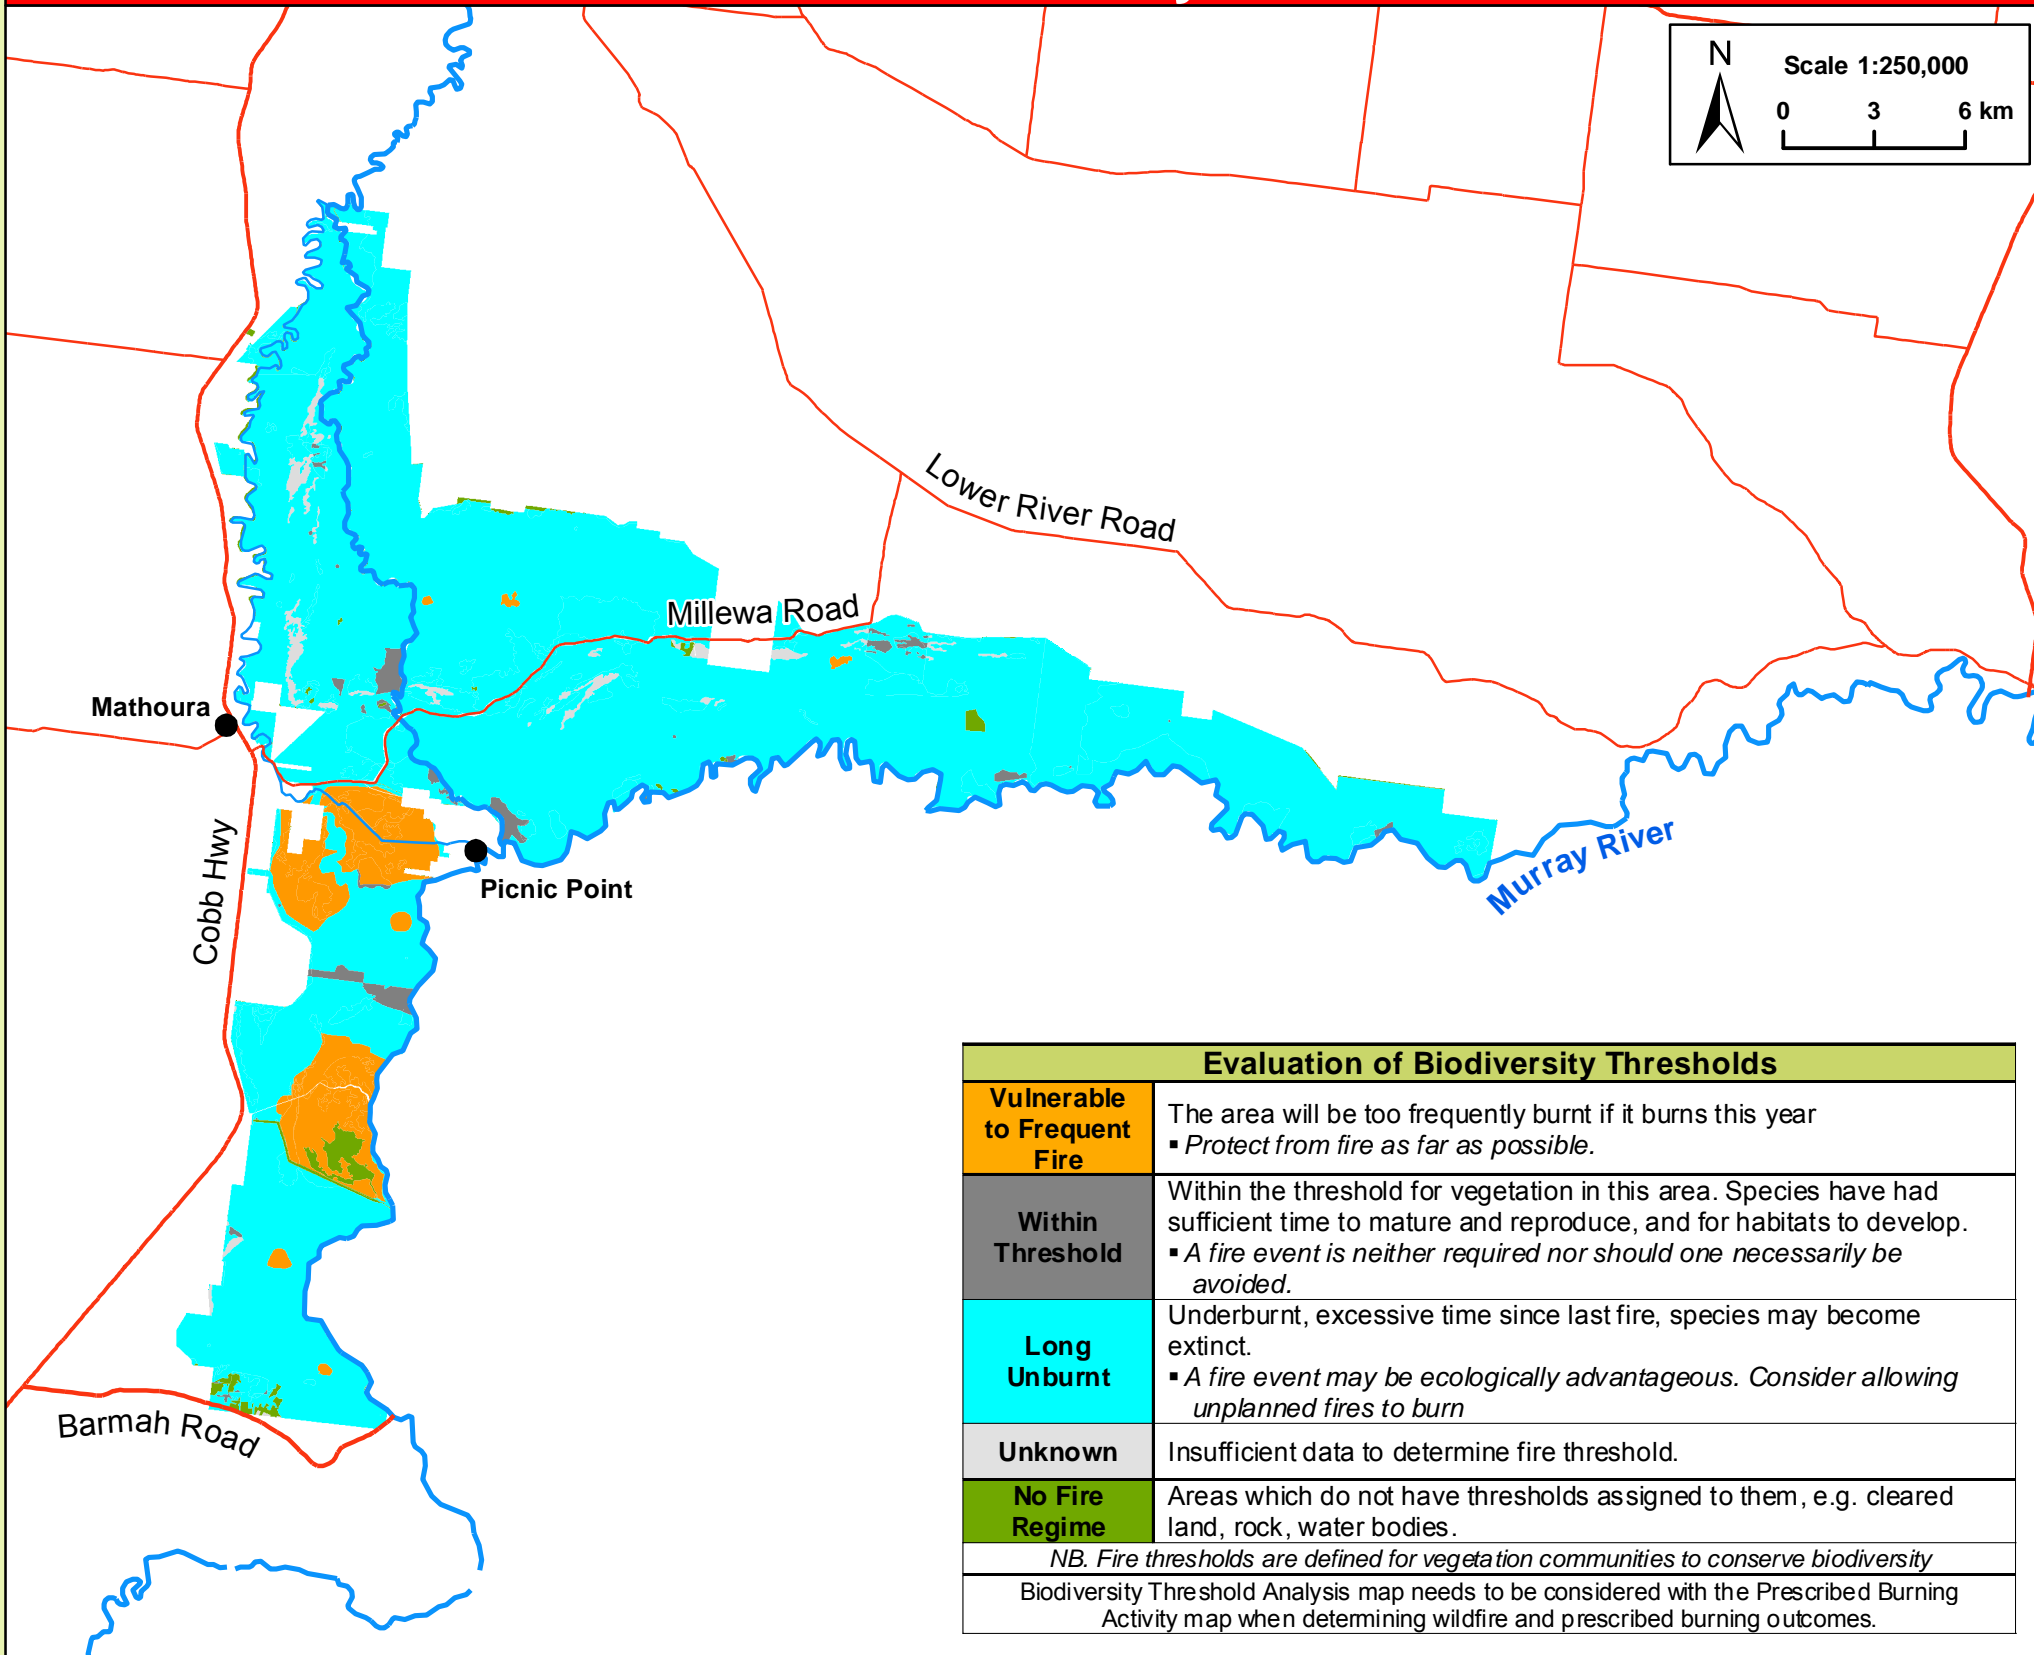 N
Scale 1:250,000
0 3 6 km
Lower River Road
Millewa Road
Mathoura
Picnic Point
Cobb Hwy
Murray River
Barmah Road
Evaluation of Biodiversity Thresholds
Vulnerable
to Frequent
Fire
The area will be too frequently burnt if it burns this year
▪ Protect from fire as far as possible.
Within
Threshold
Within the threshold for vegetation in this area. Species have had
sufficient time to mature and reproduce, and for habitats to develop.
▪ A fire event is neither required nor should one necessarily be
avoided.
Long
Unburnt
Underburnt, excessive time since last fire, species may become
extinct.
▪ A fire event may be ecologically advantageous. Consider allowing
unplanned fires to burn
Unknown
Insufficient data to determine fire threshold.
No Fire
Regime
Areas which do not have thresholds assigned to them, e.g. cleared
land, rock, water bodies.
NB. Fire thresholds are defined for vegetation communities to conserve biodiversity
Biodiversity Threshold Analysis map needs to be considered with the Prescribed Burning
Activity map when determining wildfire and prescribed burning outcomes.